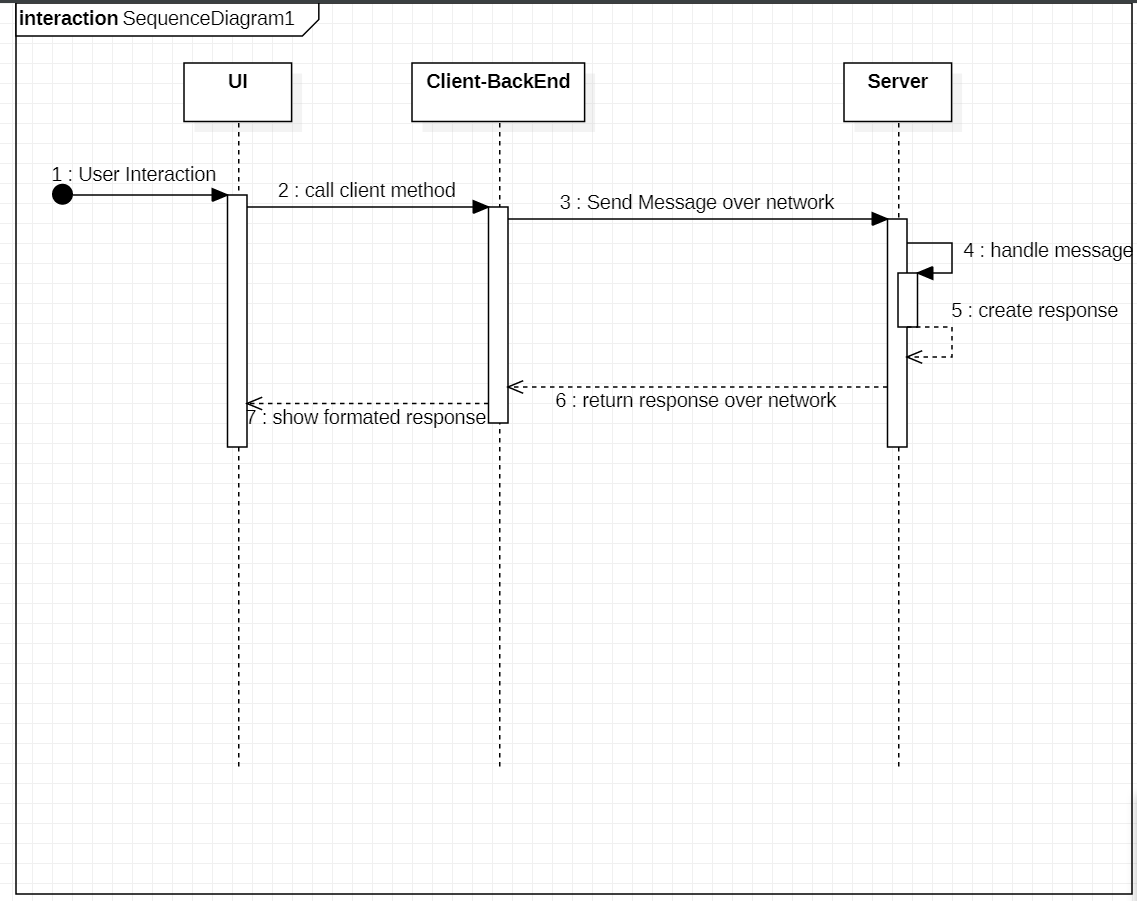 interaction SequenceDiagram1
UI
Client-BackEnd
Server
1 : User Interaction
2 : call client method
3 : Send Message over network
4 : handle message
5 : create response
6 : return response over network
7 : show formated response